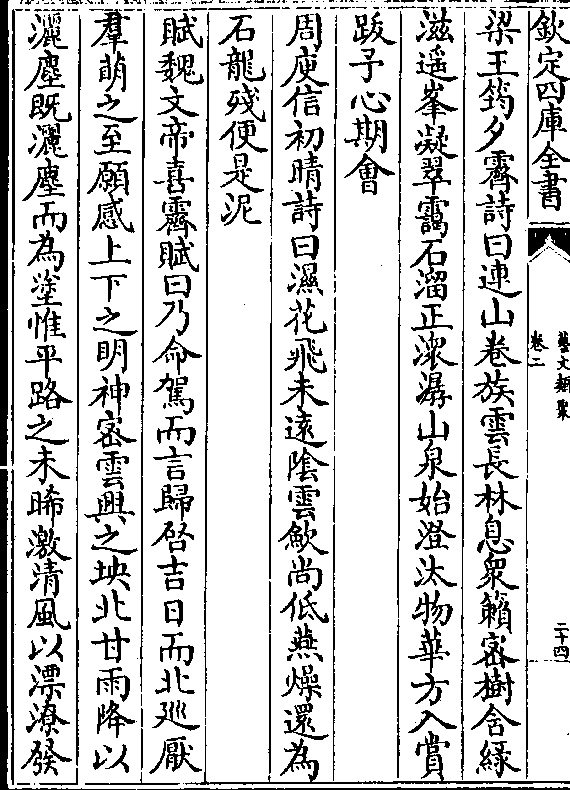 欽定四庫全書
藝文類聚
卷二
二十四
梁王筠夕霽詩曰連山卷族雲長林息衆籟密樹含緑
滋遥峯凝翠靄石溜正潨潺山泉始澄汰物華方入賞
跂予心期會
周庾信初晴詩曰濕花飛未遠陰雲歛尚低燕燥還為
石龍殘便是泥
賦魏文帝喜霽賦曰乃命駕而言歸啓吉日而北廵厭
羣萌之至願感上下之明神密雲興之坱北甘雨降以
灑塵既灑塵而為塗惟平路之未晞激清風以漂潦發